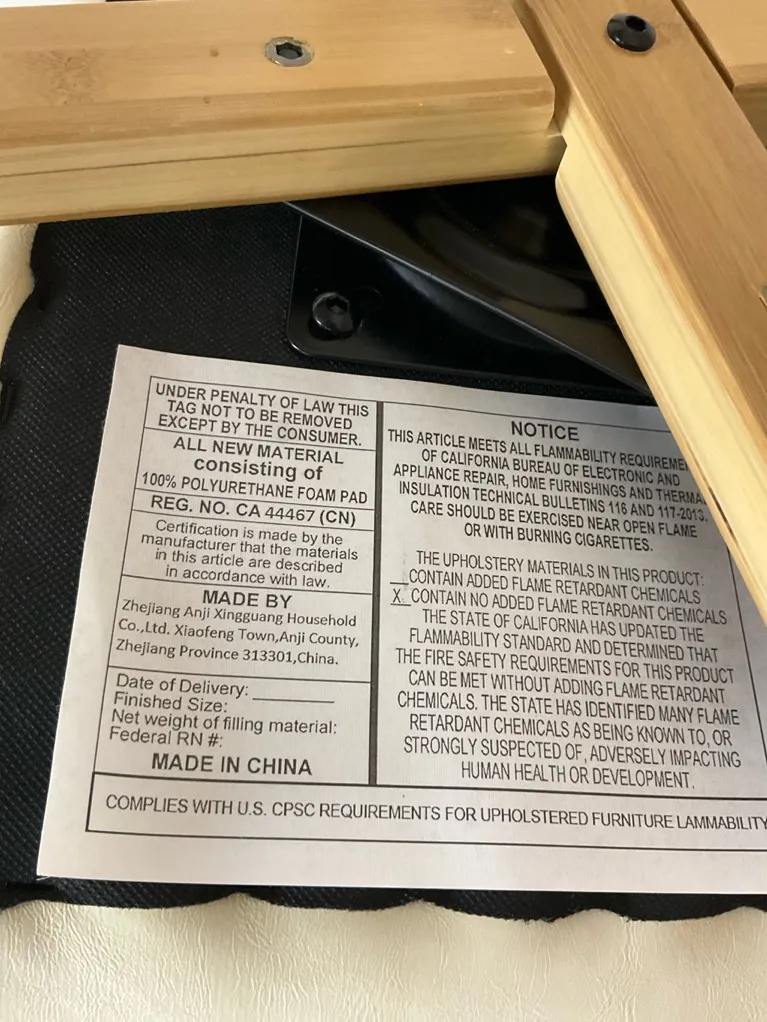 UNDER PENALTY OF LAW THIS
TAG NOT TO BE REMOVED
EXCEPT BY THE CONSUMER.
ALL NEW MATERIAL
consisting of
100% POLYURETHANE FOAM PAD
REG. NO. CA 44467 (CN)
Certification is made by the
manufacturer that the materials
in this article are described
in accordance with law.
MADE BY
Zhejiang Anji Xingguang Household
Co.,Ltd. Xiaofeng Town,Anji County,
Zhejiang Province 313301,China.
Date of Delivery:
Finished Size:
Net weight of filling material:
Federal RN #:
MADE IN CHINA
NOTICE
THIS ARTICLE MEETS ALL FLAMMABILITY REQUIREME
OF CALIFORNIA BUREAU OF ELECTRONIC AND
APPLIANCE REPAIR, HOME FURNISHINGS AND THERMA
INSULATION TECHNICAL BULLETINS 116 AND 117-2013.
CARE SHOULD BE EXERCISED NEAR OPEN FLAME
OR WITH BURNING CIGARETTES.
THE UPHOLSTERY MATERIALS IN THIS PRODUCT:
__CONTAIN ADDED FLAME RETARDANT CHEMICALS
X CONTAIN NO ADDED FLAME RETARDANT CHEMICALS
THE STATE OF CALIFORNIA HAS UPDATED THE
FLAMMABILITY STANDARD AND DETERMINED THAT
THE FIRE SAFETY REQUIREMENTS FOR THIS PRODUCT
CAN BE MET WITHOUT ADDING FLAME RETARDANT
CHEMICALS. THE STATE HAS IDENTIFIED MANY FLAME
RETARDANT CHEMICALS AS BEING KNOWN TO, OR
STRONGLY SUSPECTED OF, ADVERSELY IMPACTING
HUMAN HEALTH OR DEVELOPMENT.
COMPLIES WITH U.S. CPSC REQUIREMENTS FOR UPHOLSTERED FURNITURE LAMMABILITY